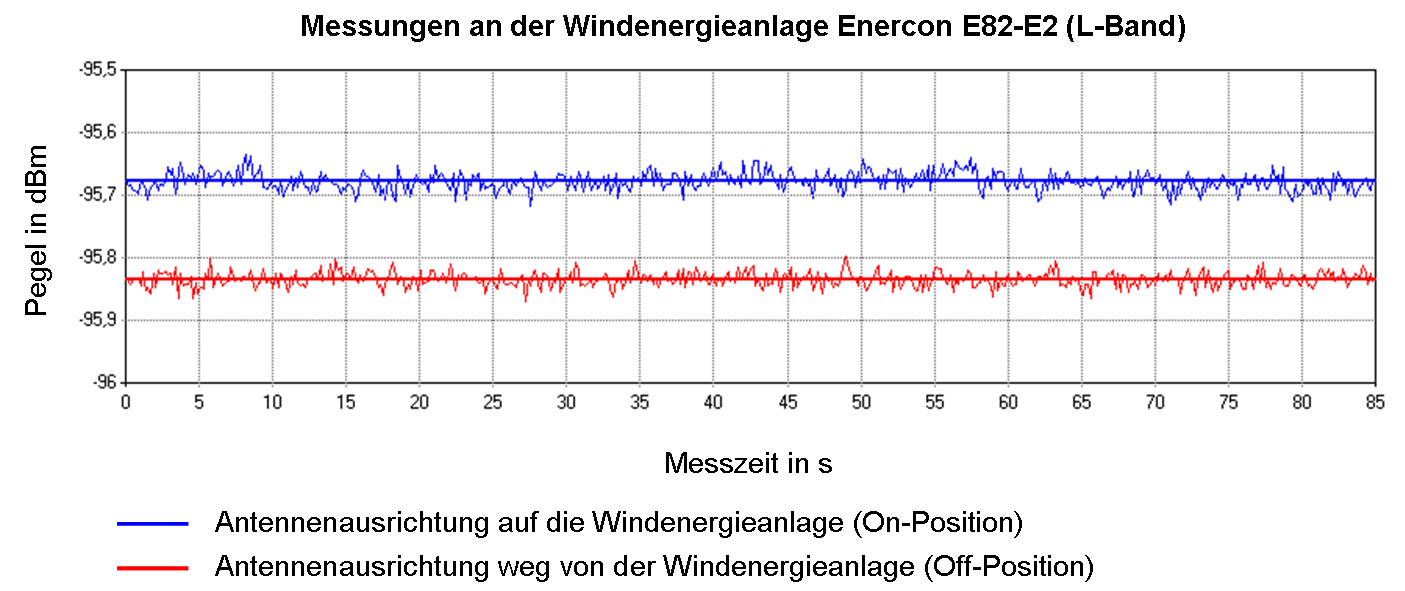 Messungen an der Windenergieanlage Enercon E82-E2 (L-Band)
Pegel in dBm
-95,5
-95,6
-95,7
-95,8
-95,9
-96
0 5 10 15 20 25 30 35 40 45 50 55 60 65 70 75 80 85
Messzeit in s
Antennenausrichtung auf die Windenergieanlage (On-Position)
Antennenausrichtung weg von der Windenergieanlage (Off-Position)